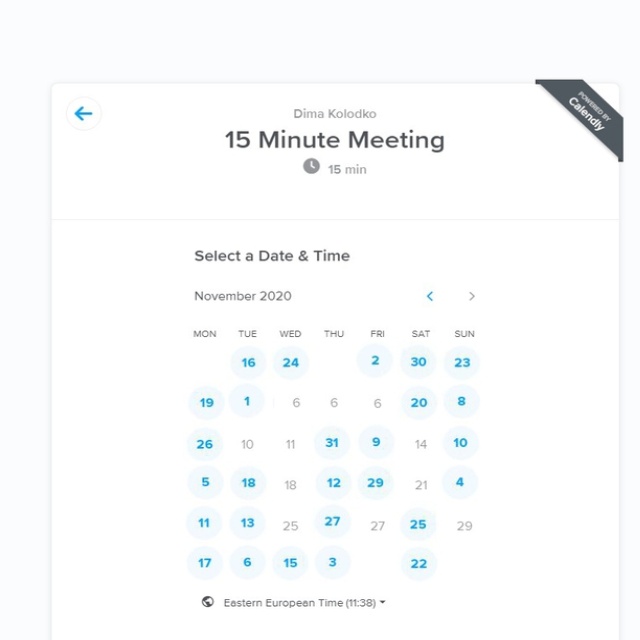 POWERED BY
Calendly
Dima Kolodko
15 Minute Meeting
15 min
Select a Date & Time
November 2020
MON TUE WED THU FRI SAT SUN
16 24 2 30 23
19 1 6 6 6 20 8
26 10 11 31 9 14 10
5 18 18 12 29 21 4
11 13 25 27 27 25 29
17 6 15 3 22
Eastern European Time (11:38)